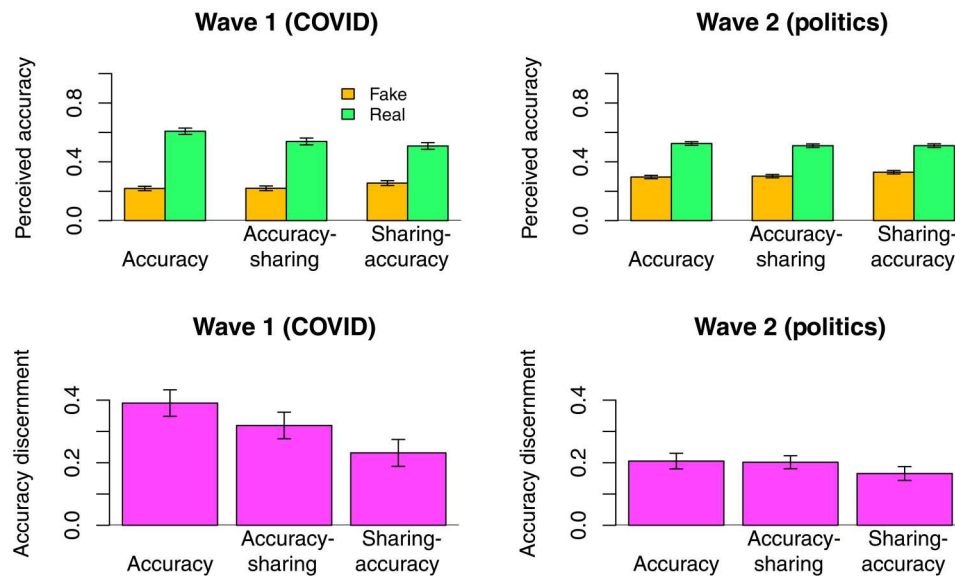 Wave 1 (COVID)
Perceived accuracy
0.0 0.4 0.8
Fake
Real
Accuracy
Accuracy-
sharing
Sharing-
accuracy
Wave 2 (politics)
Perceived accuracy
0.0 0.4 0.8
Accuracy
Accuracy-
sharing
Sharing-
accuracy
Wave 1 (COVID)
Accuracy discernment
0.0 0.2 0.4
Accuracy
Accuracy-
sharing
Sharing-
accuracy
Wave 2 (politics)
Accuracy discernment
0.0 0.2 0.4
Accuracy
Accuracy-
sharing
Sharing-
accuracy